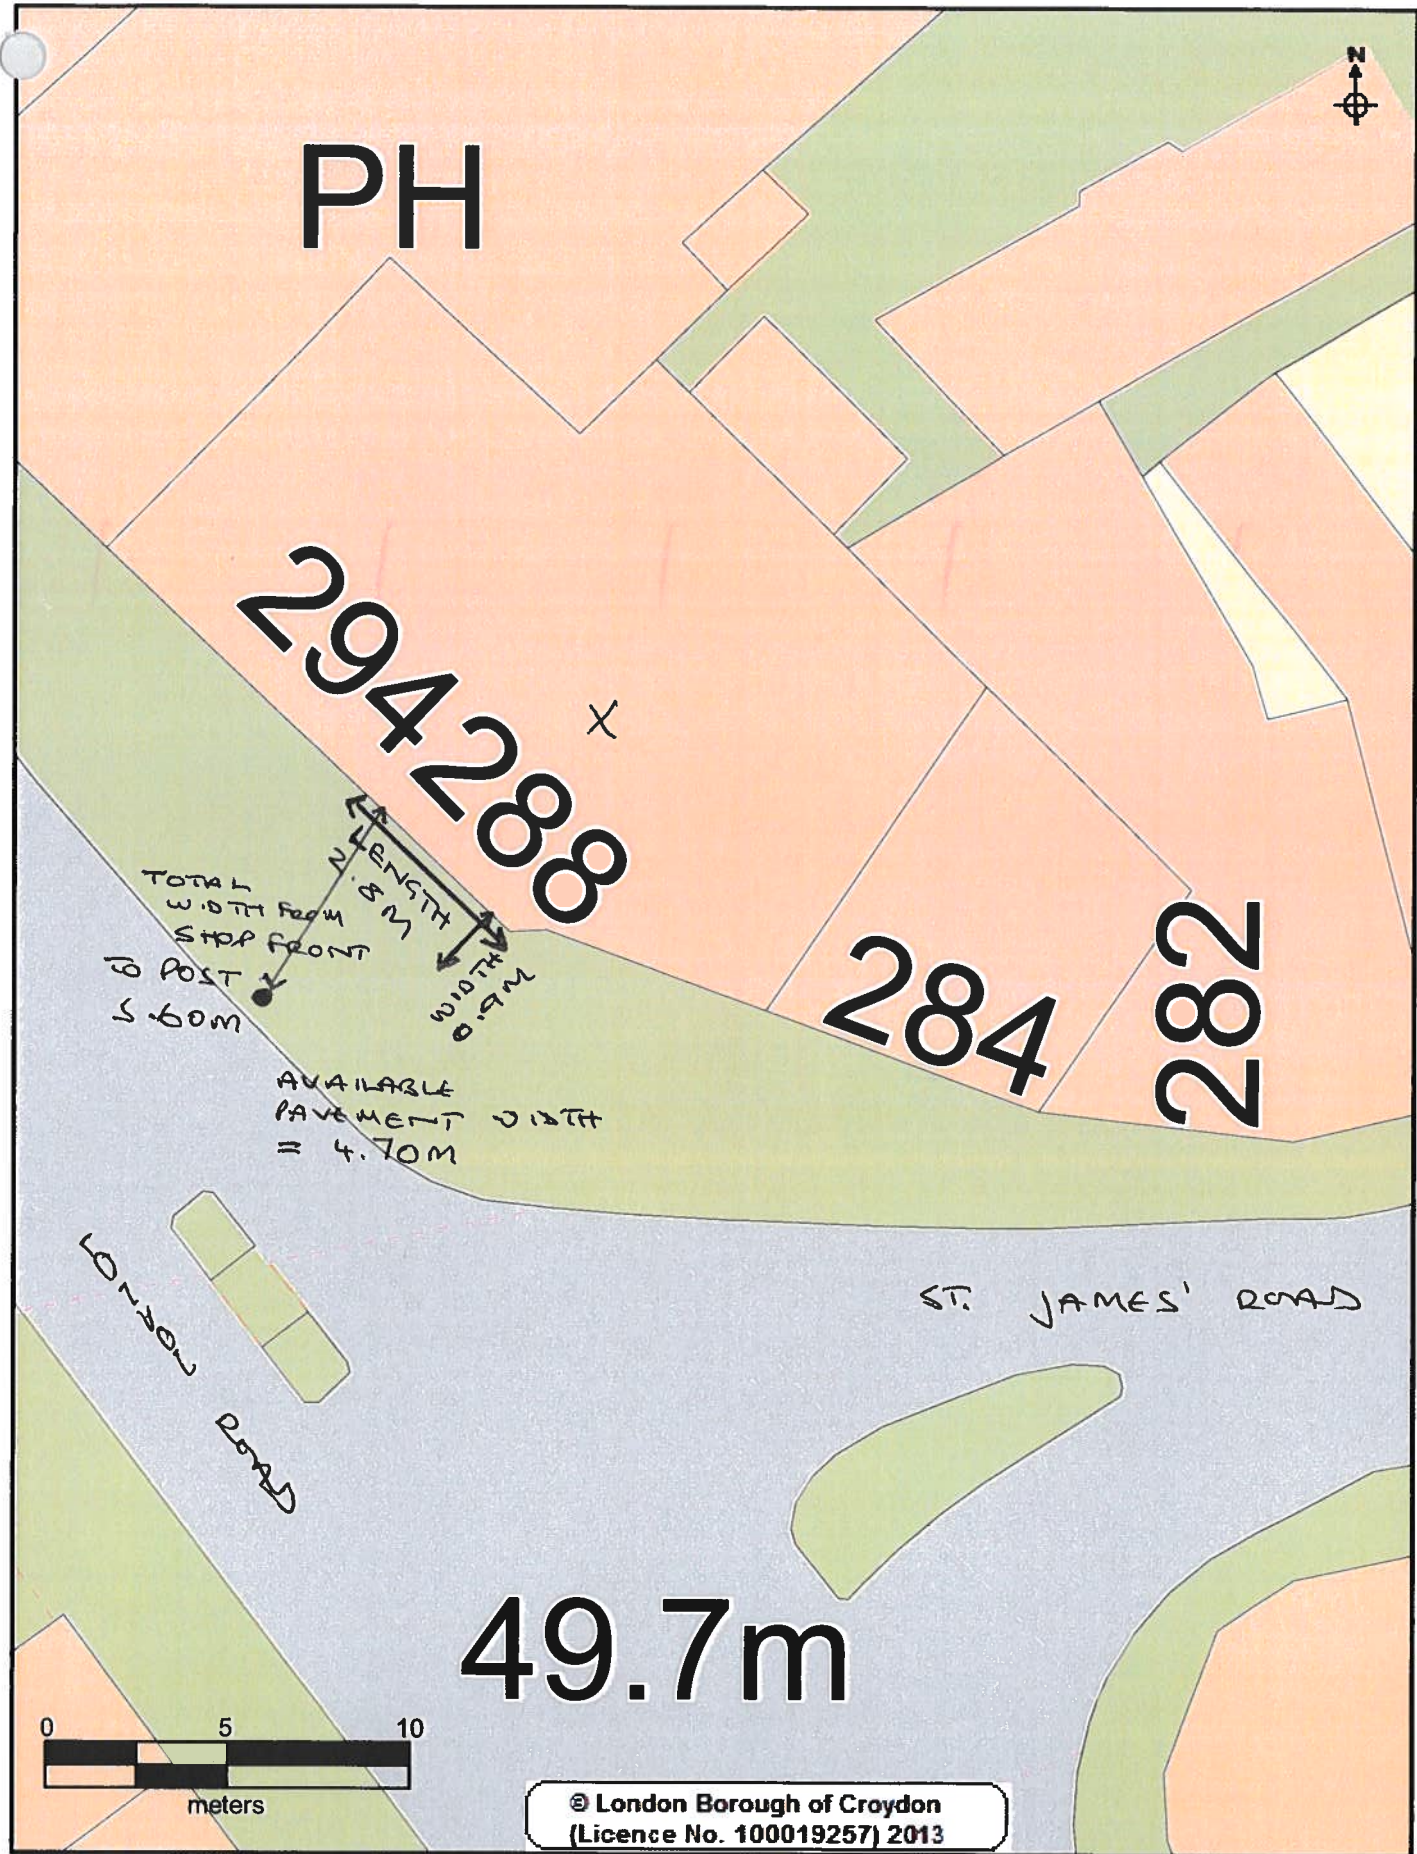 N
PH
294288
LENGTH
2.8M
TOTAL
WIDTH FROM
SHOP FRONT
TO POST
5.60M
WIDTH
0.9M
X
284
282
AVAILABLE
PAVEMENT WIDTH
= 4.70M
LONDON ROAD
ST. JAMES' ROAD
49.7m
0 5 10
meters
© London Borough of Croydon
(Licence No. 100019257) 2013